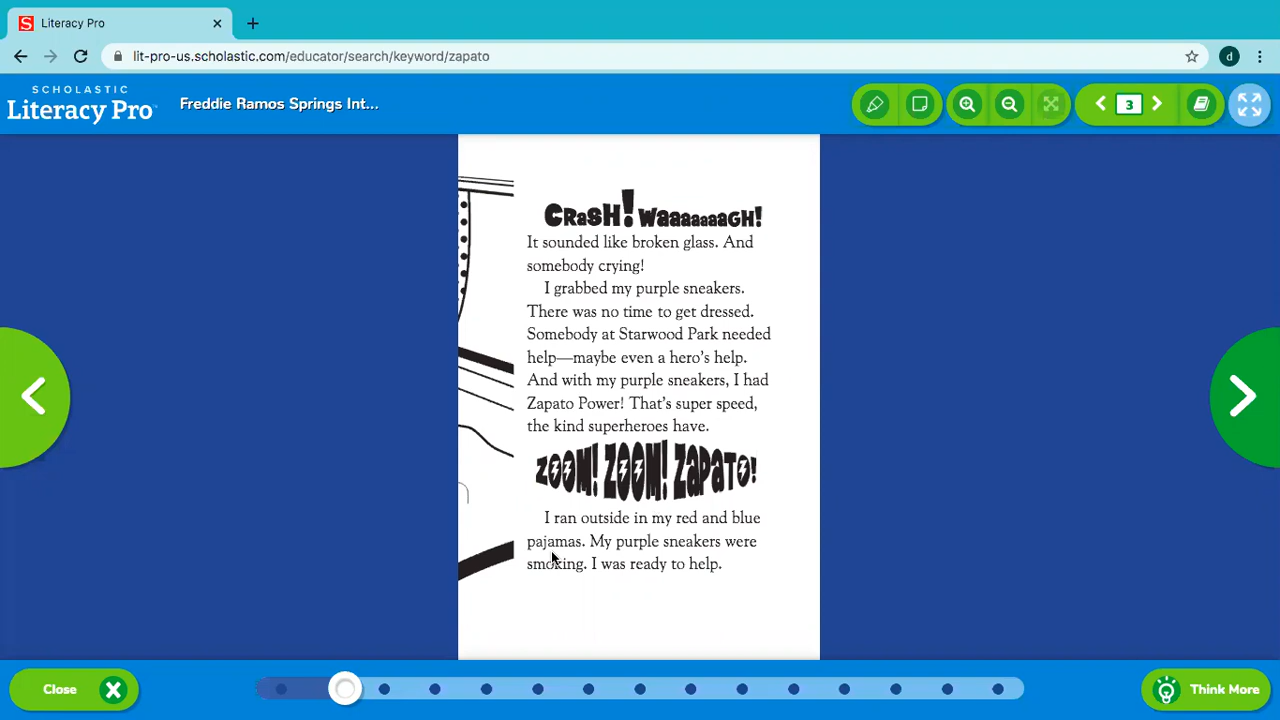 Literacy Pro
lit-pro-us.scholastic.com/educator/search/keyword/zapato
d
SCHOLASTIC
Literacy Pro
Freddie Ramos Springs Int...
3
CRaSH! Waaaaaaagh!
It sounded like broken glass. And
somebody crying!
I grabbed my purple sneakers.
There was no time to get dressed.
Somebody at Starwood Park needed
help—maybe even a hero's help.
And with my purple sneakers, I had
Zapato Power! That's super speed,
the kind superheroes have.
ZOOM! ZOOM! ZAPATO!
I ran outside in my red and blue
pajamas. My purple sneakers were
smoking. I was ready to help.
Close
Think More